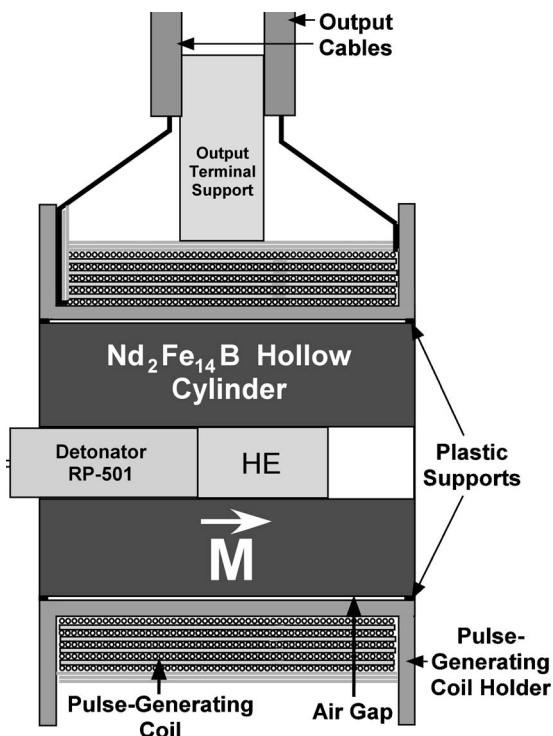 Output
Cables
Output
Terminal
Support
Nd₂Fe₁₄B Hollow
Cylinder
Detonator
RP-501
HE
Plastic
Supports
M
Pulse-
Generating
Coil Holder
Pulse-Generating
Coil
Air Gap